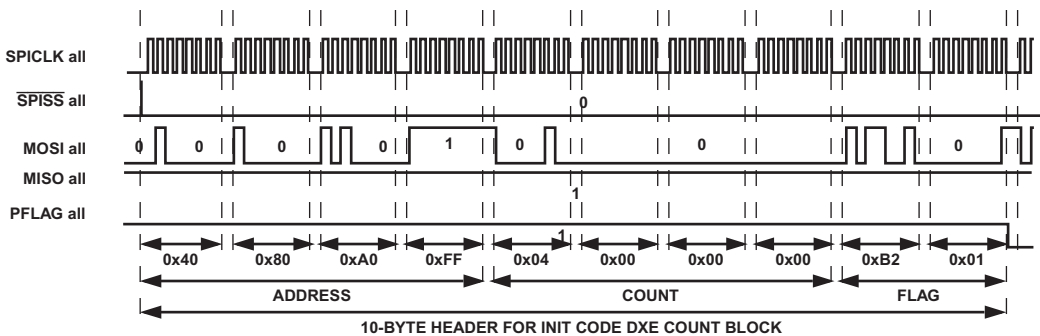 SPICLK all
SPISS all 0
MOSI all 0 0 0 0 1 0 0 0
MISO all
1
PFLAG all
1
0x40 0x80 0xA0 0xFF 0x04 0x00 0x00 0x00 0xB2 0x01
ADDRESS COUNT FLAG
10-BYTE HEADER FOR INIT CODE DXE COUNT BLOCK